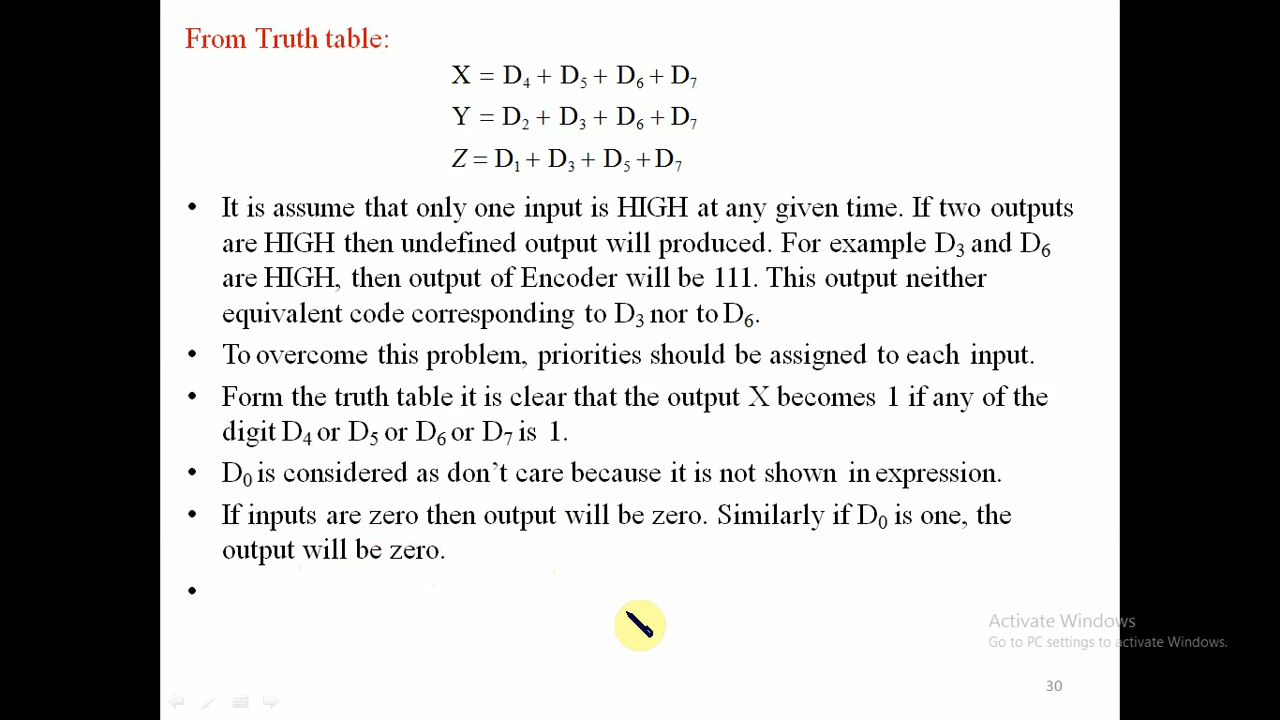 From Truth table:
X = D₄ + D₅ + D₆ + D₇
Y = D₂ + D₃ + D₆ + D₇
Z = D₁ + D₃ + D₅ + D₇
• It is assume that only one input is HIGH at any given time. If two outputs
are HIGH then undefined output will produced. For example D₃ and D₆
are HIGH, then output of Encoder will be 111. This output neither
equivalent code corresponding to D₃ nor to D₆.
• To overcome this problem, priorities should be assigned to each input.
• Form the truth table it is clear that the output X becomes 1 if any of the
digit D₄ or D₅ or D₆ or D₇ is 1.
• D₀ is considered as don’t care because it is not shown in expression.
• If inputs are zero then output will be zero. Similarly if D₀ is one, the
output will be zero.
•
Activate Windows
Go to PC settings to activate Windows.
30